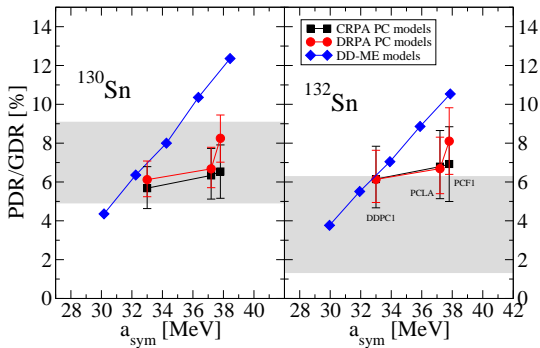 CRPA PC models
DRPA PC models
DD-ME models
¹³⁰Sn
¹³²Sn
PDR/GDR [%]
14
12
10
8
6
4
2
0
14
12
10
8
6
4
2
0
DDPC1
PCLA
PCF1
28 30 32 34 36 38 40
28 30 32 34 36 38 40 42
a_sym [MeV]
a_sym [MeV]